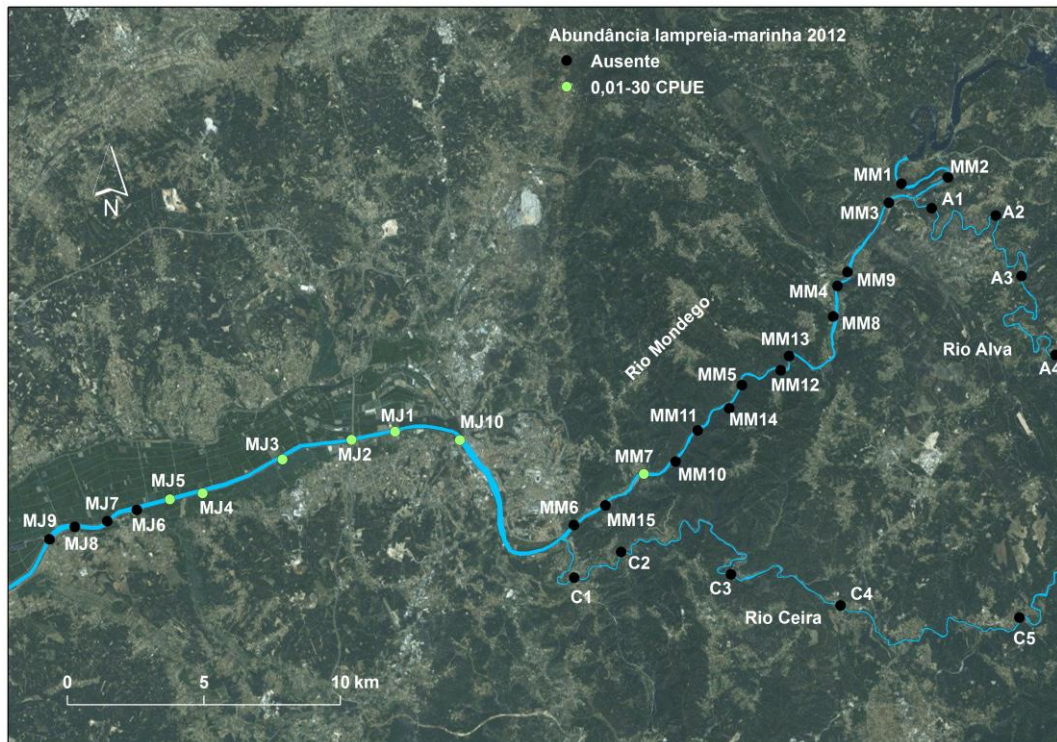 Abundância lampreia-marinha 2012
Ausente
0,01-30 CPUE
N
MM1
MM2
MM3
A1
A2
A3
MM9
MM4
MM8
Rio Mondego
MM13
Rio Alva
A4
MM5
MM12
MM14
MM11
MJ1
MJ10
MJ3
MJ2
MM7
MM10
MJ5
MJ4
MJ7
MJ6
MJ9
MJ8
MM6
MM15
C2
C1
C3
C4
Rio Ceira
C5
0 5 10 km